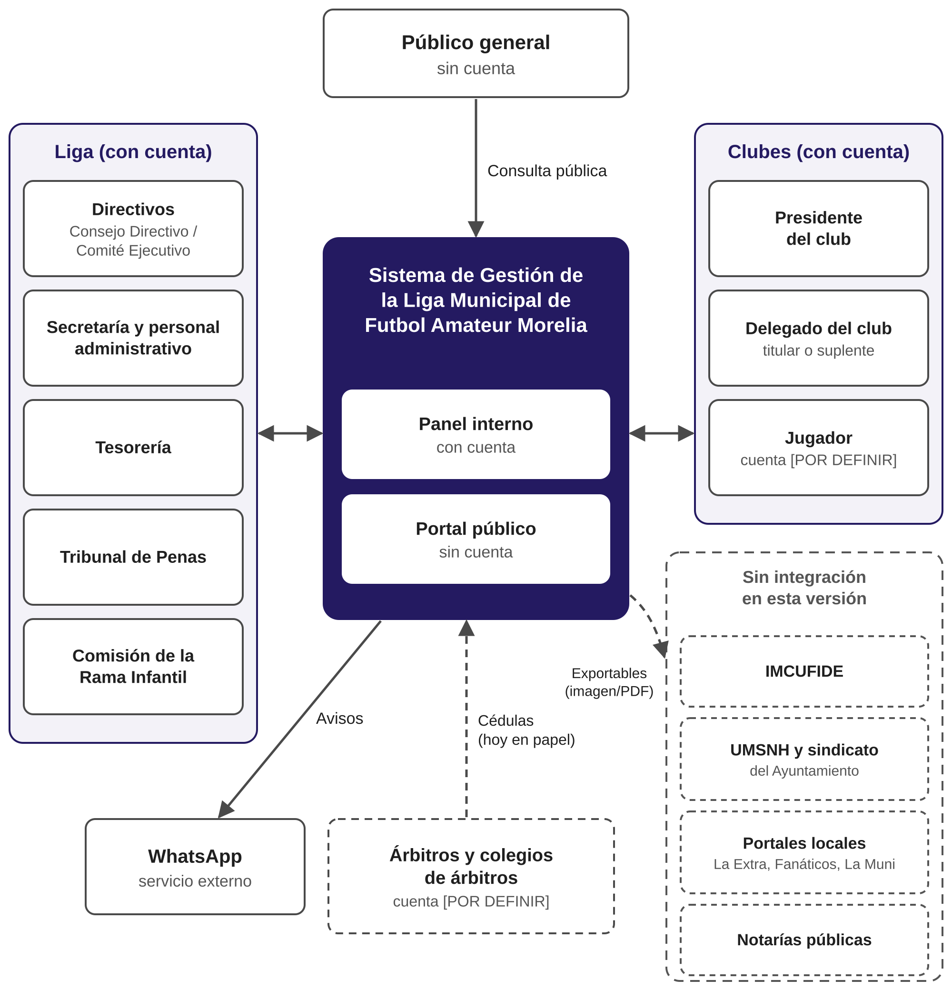 Público general
sin cuenta
Consulta pública
Liga (con cuenta)
Directivos
Consejo Directivo /
Comité Ejecutivo
Secretaría y personal
administrativo
Tesorería
Tribunal de Penas
Comisión de la
Rama Infantil
Sistema de Gestión de
la Liga Municipal de
Futbol Amateur Morelia
Panel interno
con cuenta
Portal público
sin cuenta
Clubes (con cuenta)
Presidente
del club
Delegado del club
titular o suplente
Jugador
cuenta [POR DEFINIR]
Avisos
Cédulas
(hoy en papel)
Exportables
(imagen/PDF)
WhatsApp
servicio externo
Árbitros y colegios
de árbitros
cuenta [POR DEFINIR]
Sin integración
en esta versión
IMCUFIDE
UMSNH y sindicato
del Ayuntamiento
Portales locales
La Extra, Fanáticos, La Muni
Notarías públicas